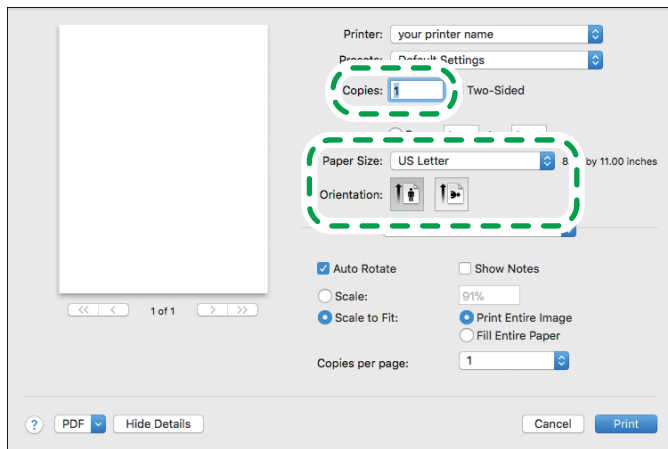 Printer: your printer name
Presets: Default Settings
Copies: 1 Two-Sided
Paper Size: US Letter by 11.00 inches
Orientation:
Auto Rotate Show Notes
Scale: 91%
Scale to Fit: Print Entire Image
Fill Entire Paper
<< < 1 of 1 > >>
Copies per page: 1
? PDF Hide Details Cancel Print